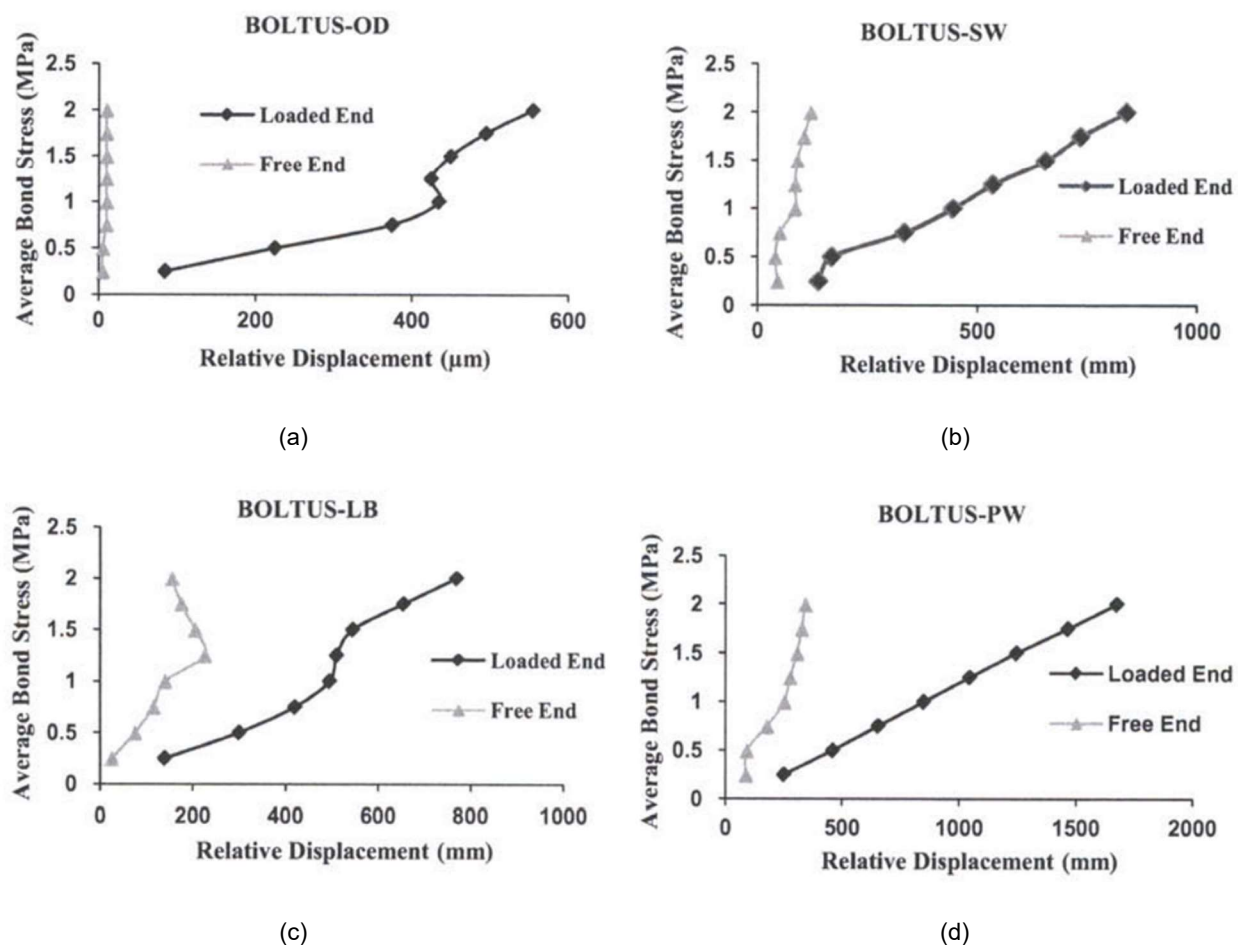 BOLTUS-OD
Average Bond Stress (MPa)
2.5
2
1.5
1
0.5
0
0
200
400
600
Loaded End
Free End
Relative Displacement (µm)
(a)
BOLTUS-SW
Average Bond Stress (MPa)
2.5
2
1.5
1
0.5
0
0
500
1000
Loaded End
Free End
Relative Displacement (mm)
(b)
BOLTUS-LB
Average Bond Stress (MPa)
2.5
2
1.5
1
0.5
0
0
200
400
600
800
1000
Loaded End
Free End
Relative Displacement (mm)
(c)
BOLTUS-PW
Average Bond Stress (MPa)
2.5
2
1.5
1
0.5
0
0
500
1000
1500
2000
Loaded End
Free End
Relative Displacement (mm)
(d)